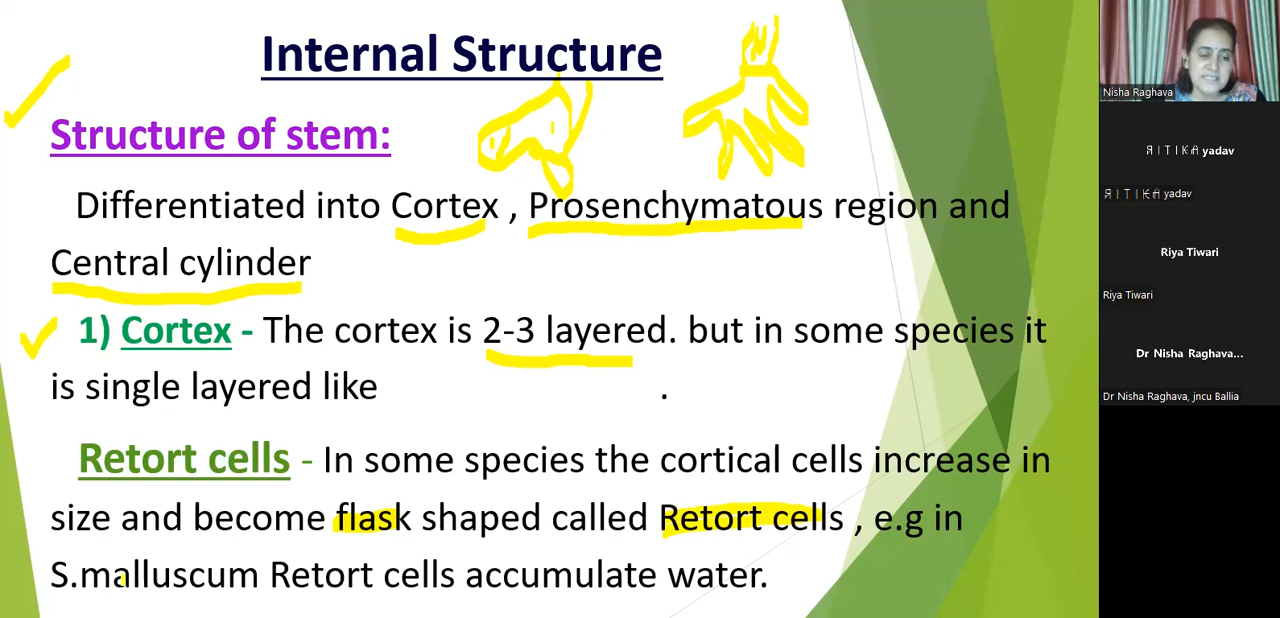 Internal Structure
Structure of stem:
Differentiated into Cortex , Prosenchymatous region and
Central cylinder
1) Cortex - The cortex is 2-3 layered. but in some species it
is single layered like .
Retort cells - In some species the cortical cells increase in
size and become flask shaped called Retort cells , e.g in
S.malluscum Retort cells accumulate water.
Nisha Raghava
ЯITIKA yadav
ЯITIKA yadav
Riya Tiwari
Riya Tiwari
Dr Nisha Raghava...
Dr Nisha Raghava, jncu Ballia